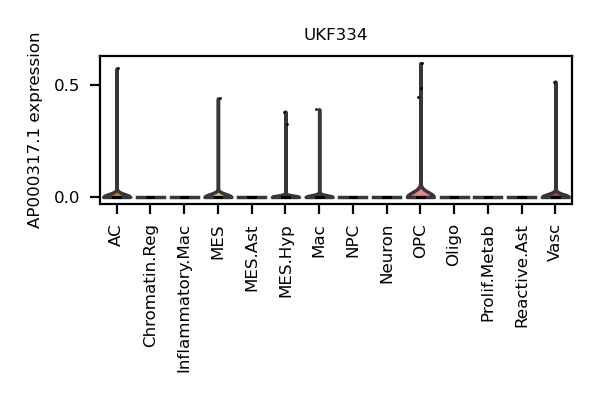 UKF334
AP000317.1 expression
0.5
0.0
AC
Chromatin.Reg
Inflammatory.Mac
MES
MES.Ast
MES.Hyp
Mac
NPC
Neuron
OPC
Oligo
Prolif.Metab
Reactive.Ast
Vasc